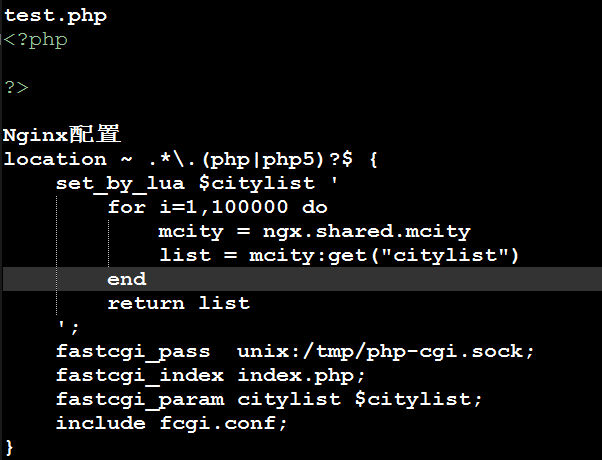 test.php
<?php
?>
Nginx配置
location ~ .*\.(php|php5)?$ {
    set_by_lua $citylist '
        for i=1,100000 do
            mcity = ngx.shared.mcity
            list = mcity:get("citylist")
        end
        return list
    ';
    fastcgi_pass  unix:/tmp/php-cgi.sock;
    fastcgi_index index.php;
    fastcgi_param citylist $citylist;
    include fcgi.conf;
}